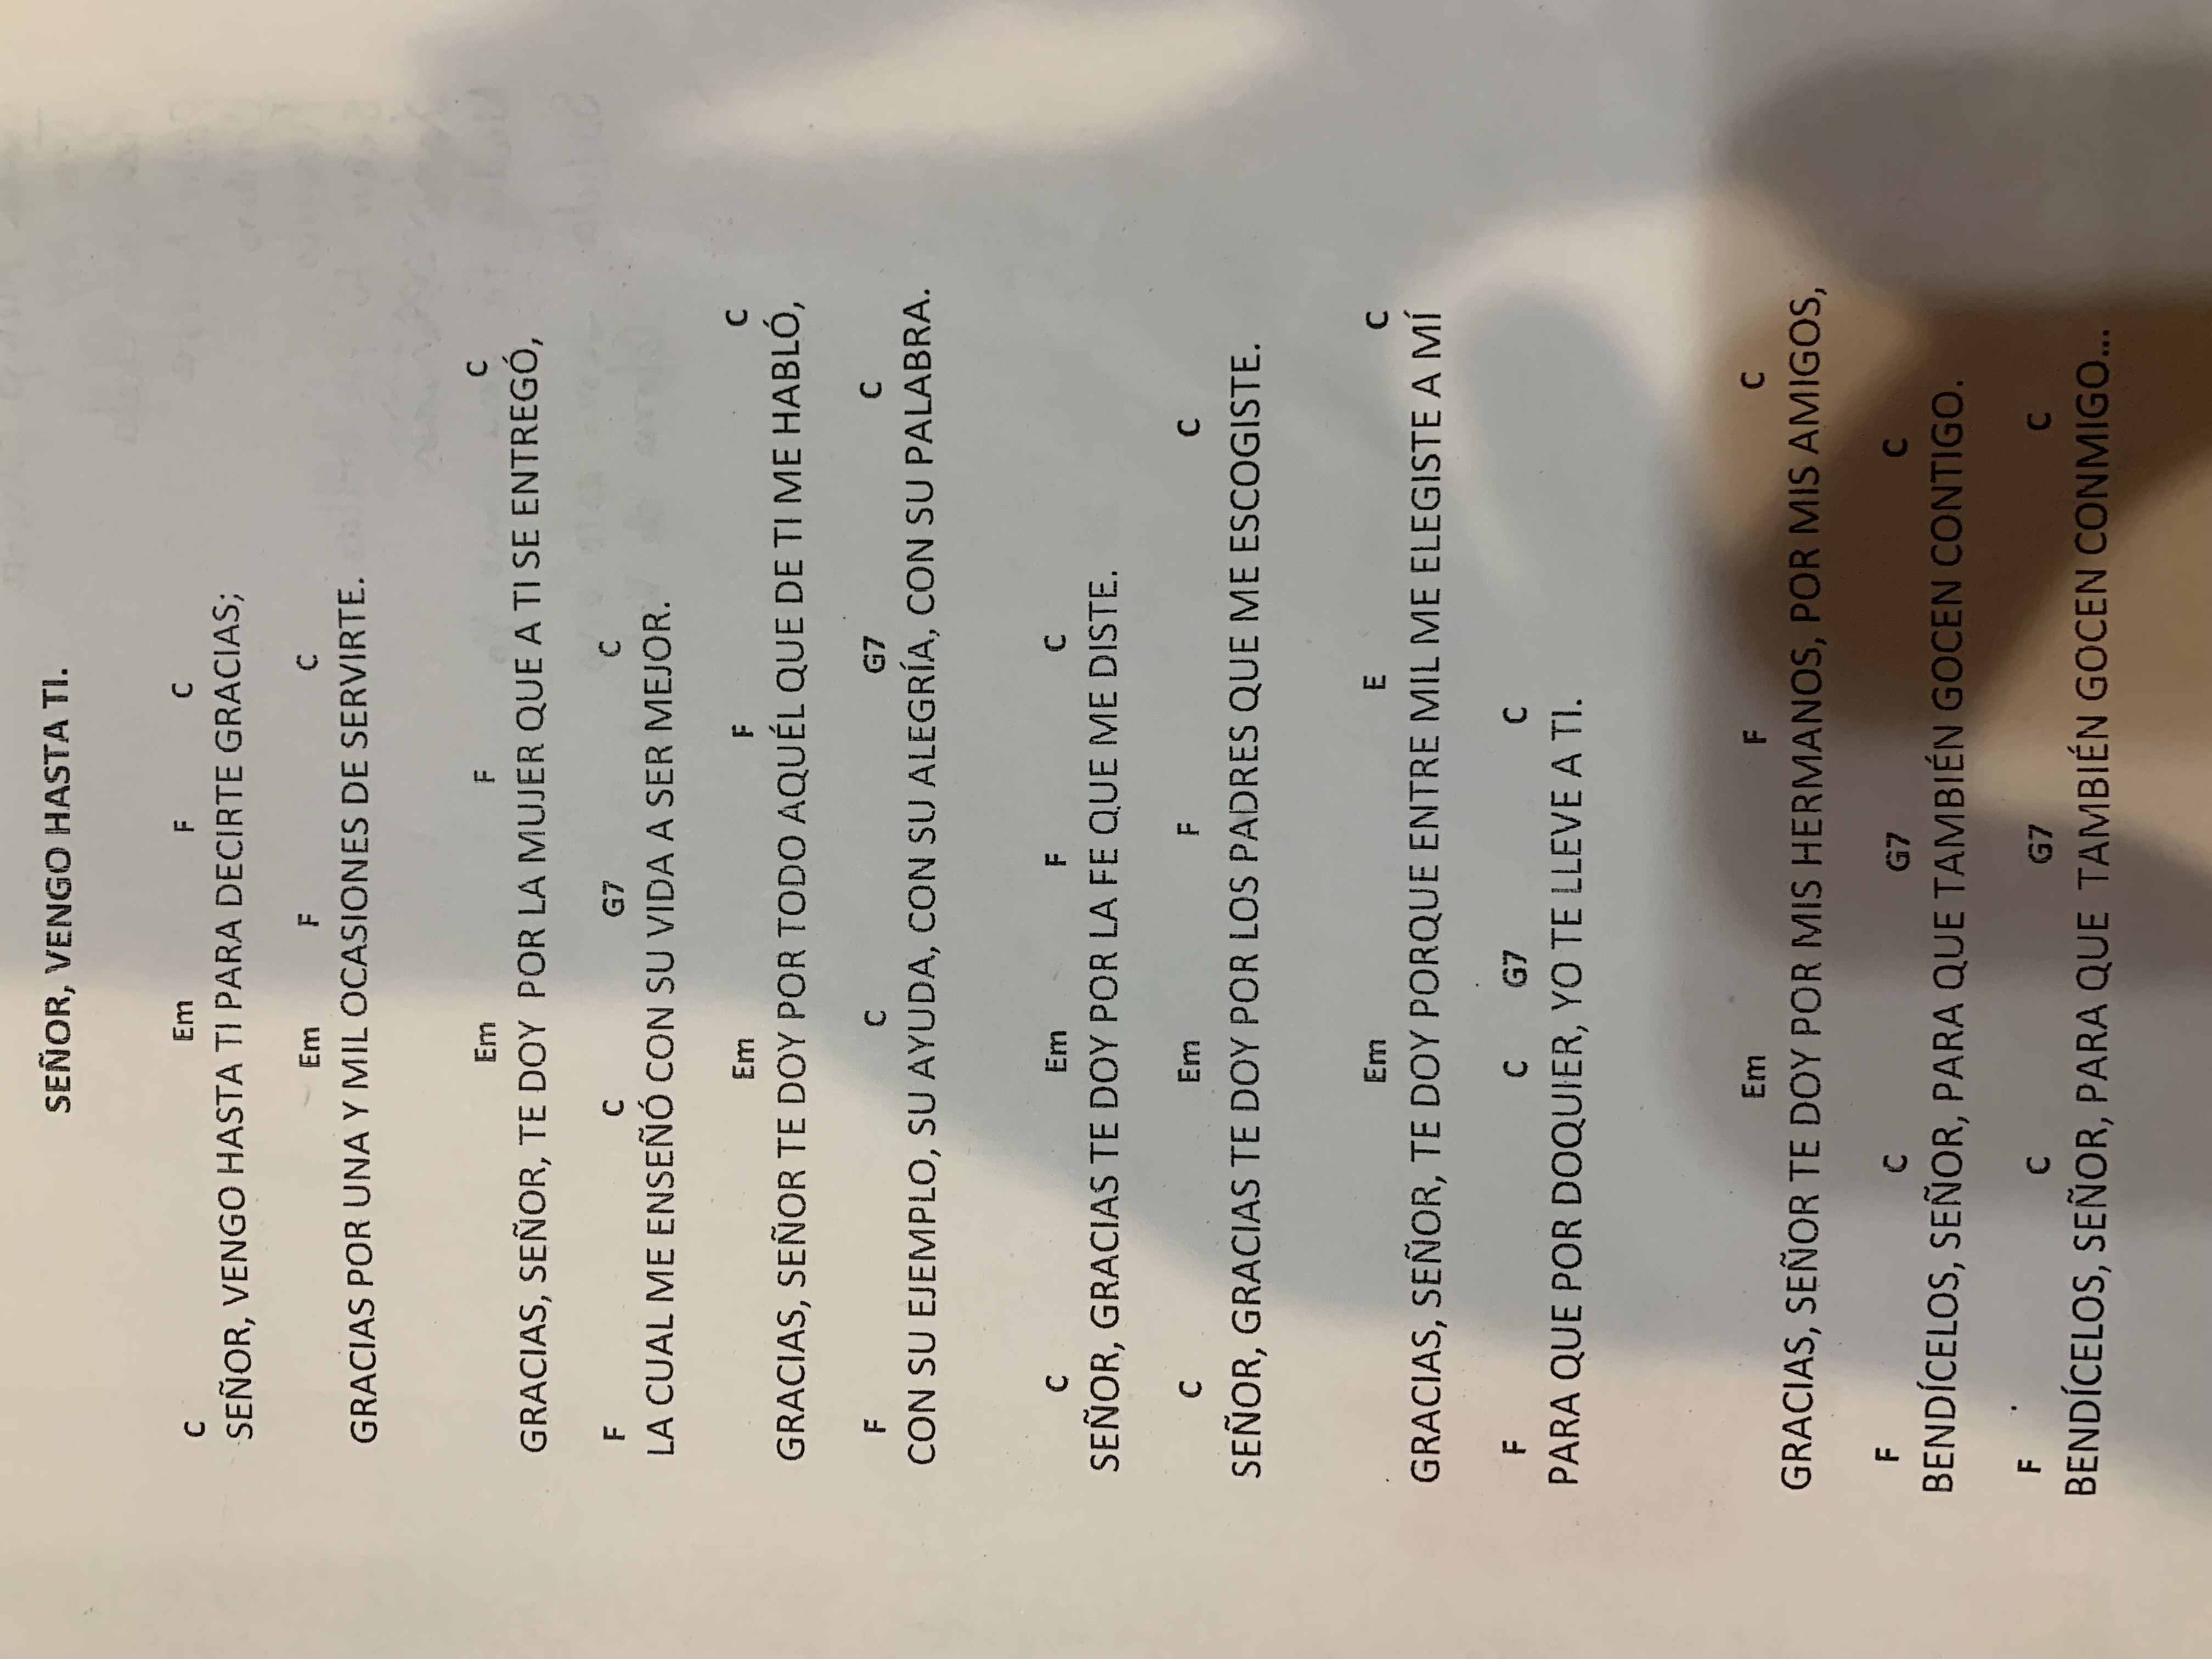 SEÑOR, VENGO HASTA TI.
C Em F C
SEÑOR, VENGO HASTA TI PARA DECIRTE GRACIAS;
Em F C
GRACIAS POR UNA Y MIL OCASIONES DE SERVIRTE.
Em F C
GRACIAS, SEÑOR, TE DOY POR LA MUJER QUE A TI SE ENTREGÓ,
F C G7 C
LA CUAL ME ENSEÑÓ CON SU VIDA A SER MEJOR.
Em F C
GRACIAS, SEÑOR TE DOY POR TODO AQUÉL QUE DE TI ME HABLÓ,
F C G7 C
CON SU EJEMPLO, SU AYUDA, CON SU ALEGRÍA, CON SU PALABRA.
C Em F C
SEÑOR, GRACIAS TE DOY POR LA FE QUE ME DISTE.
C Em F C
SEÑOR, GRACIAS TE DOY POR LOS PADRES QUE ME ESCOGISTE.
Em E C
GRACIAS, SEÑOR, TE DOY PORQUE ENTRE MIL ME ELEGISTE A MÍ
F C G7 C
PARA QUE POR DOQUIER, YO TE LLEVE A TI.
Em F C
GRACIAS, SEÑOR TE DOY POR MIS HERMANOS, POR MIS AMIGOS,
F C G7 C
BENDÍCELOS, SEÑOR, PARA QUE TAMBIÉN GOCEN CONTIGO.
F C G7 C
BENDÍCELOS, SEÑOR, PARA QUE TAMBIÉN GOCEN CONMIGO...